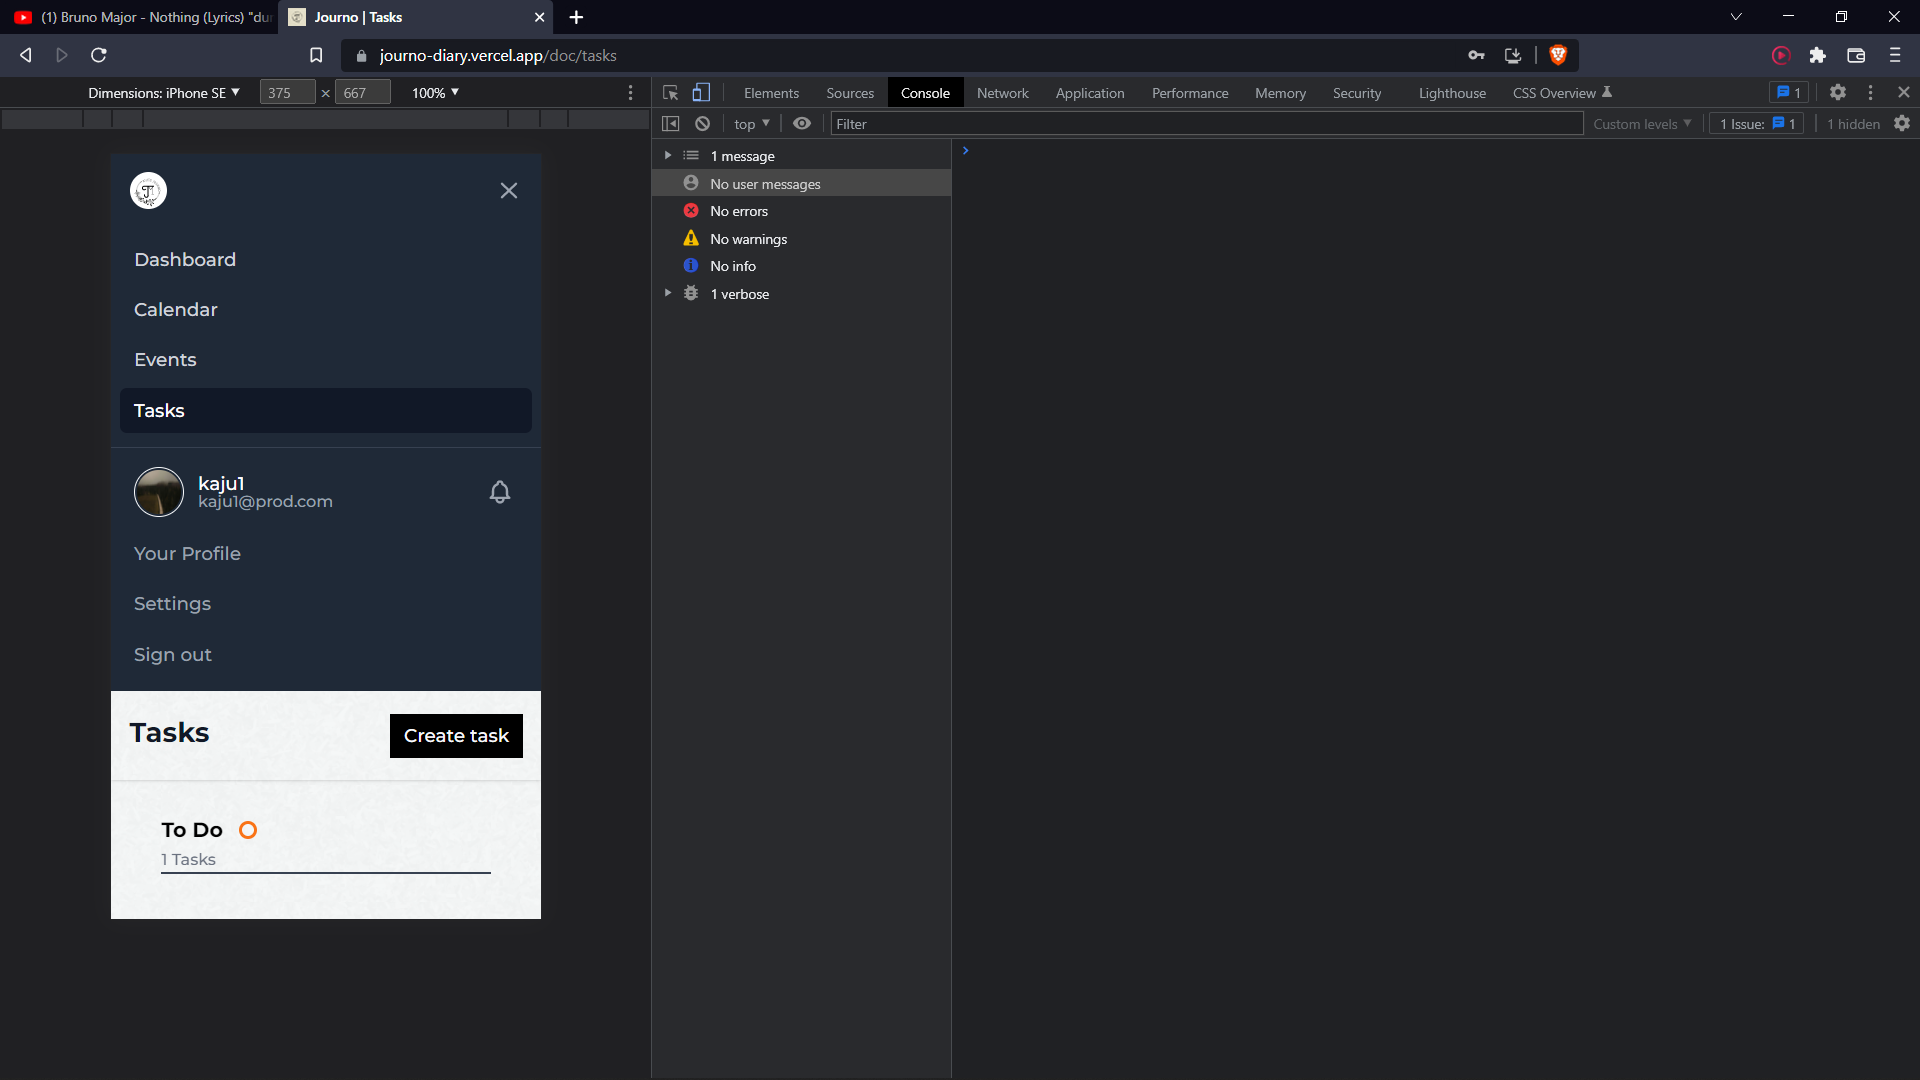 (1) Bruno Major - Nothing (Lyrics) "dur
Journo | Tasks
journo-diary.vercel.app/doc/tasks
Dimensions: iPhone SE ▼ 375 × 667 100% ▼
Elements Sources Console Network Application Performance Memory Security Lighthouse CSS Overview 1
top ▼ Filter Custom levels ▼ 1 Issue: 1 1 hidden
1 message
No user messages
No errors
No warnings
No info
1 verbose
Dashboard
Calendar
Events
Tasks
kaju1
kaju1@prod.com
Your Profile
Settings
Sign out
Tasks
Create task
To Do
1 Tasks